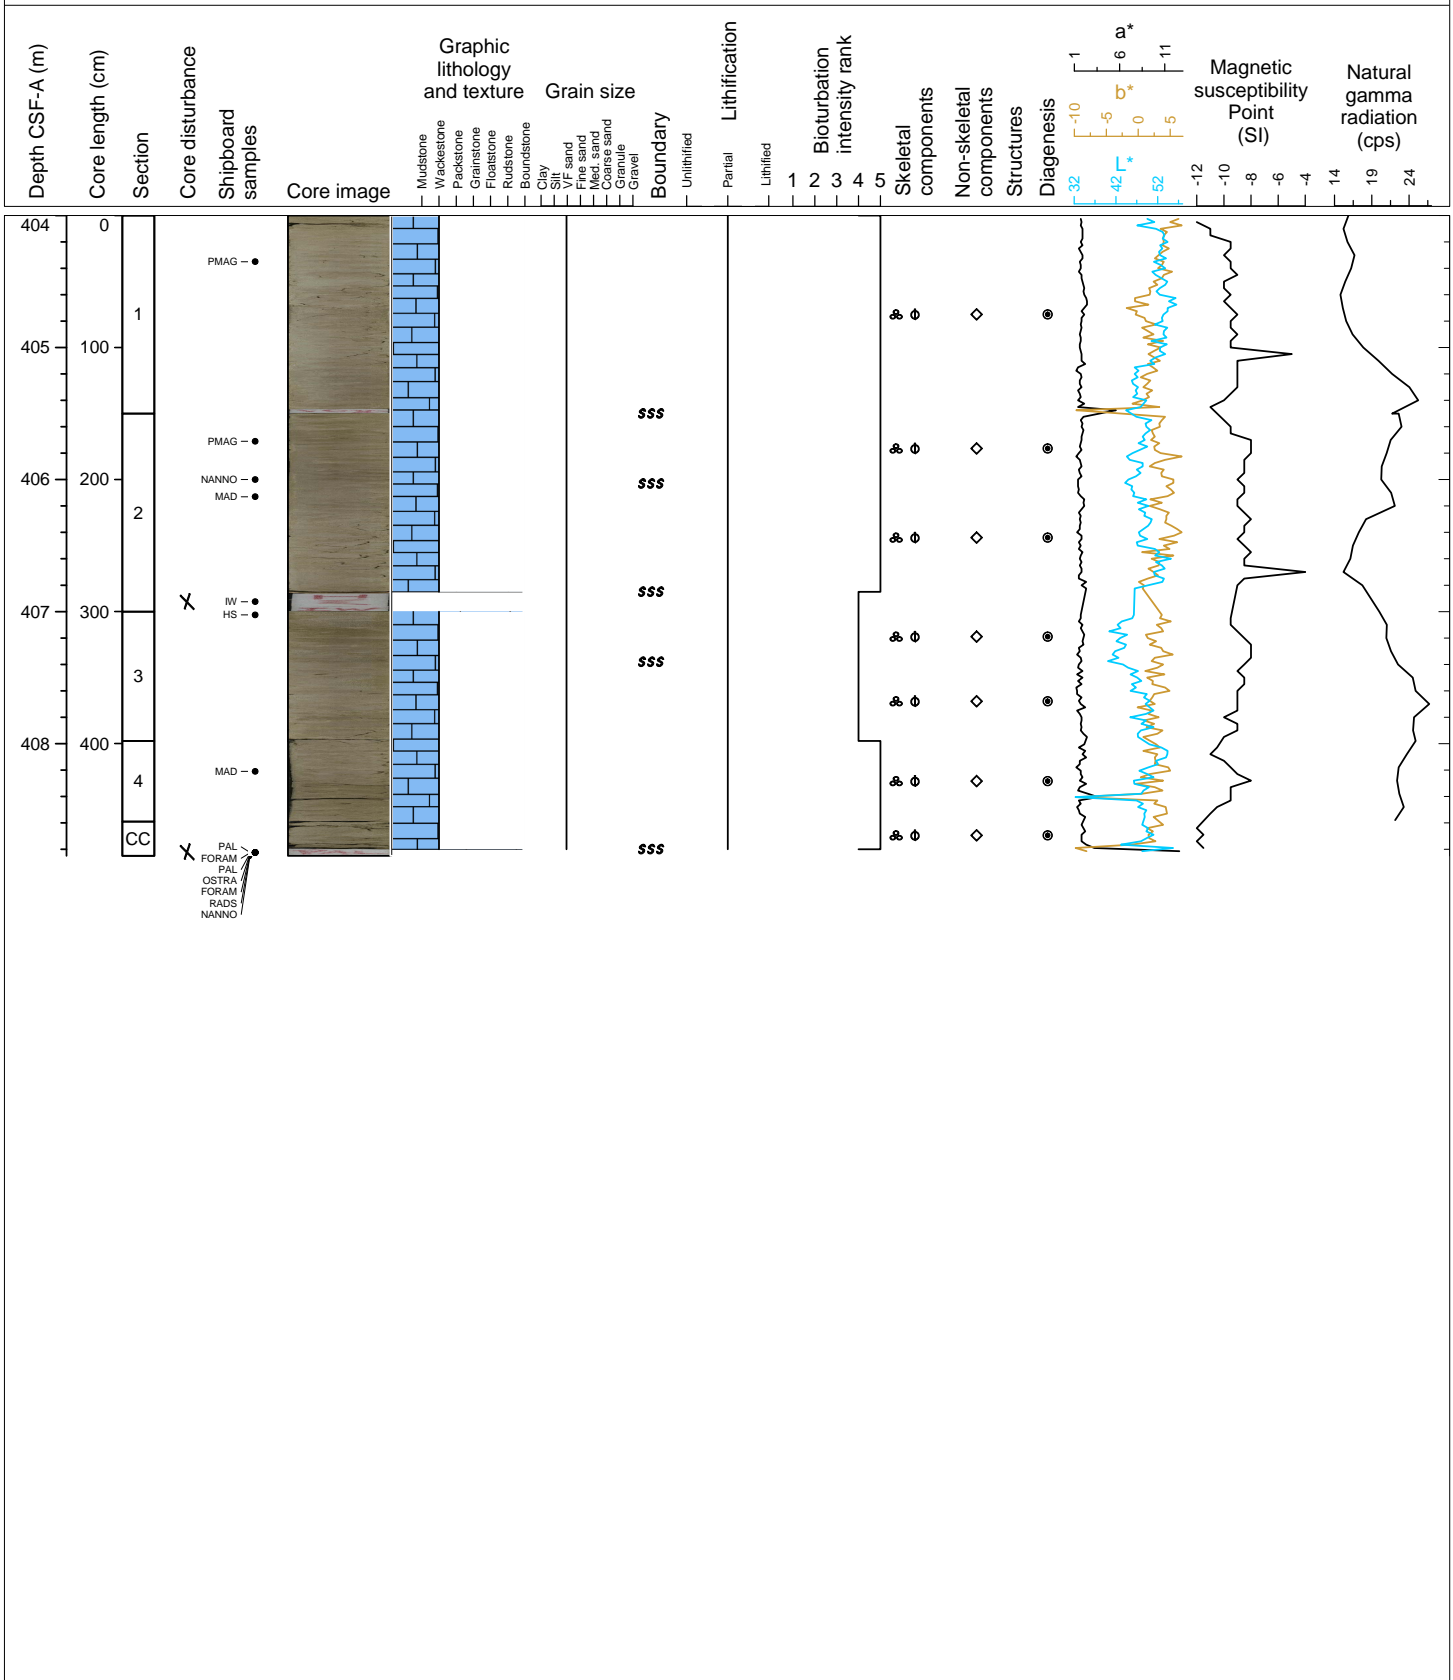 Depth CSF-A (m)
Core length (cm)
Section
Core disturbance
Shipboard
samples
Core image
Graphic
lithology
and texture
Mudstone
Wackestone
Packstone
Grainstone
Floatstone
Rudstone
Boundstone
Grain size
Clay
Silt
VF sand
Fine sand
Med. sand
Coarse sand
Granule
Gravel
Boundary
Lithification
Unlithified
Partial
Lithified
Bioturbation
intensity rank
1 2 3 4 5
Skeletal
components
Non-skeletal
components
Structures
Diagenesis
a*
1 6 11
b*
-10 -5 0 5
L*
32 42 52
Magnetic
susceptibility
Point
(SI)
-12 -10 -8 -6 -4
Natural
gamma
radiation
(cps)
14 19 24
404 0
PMAG
1
405 100
sss
PMAG
406 200
NANNO
sss
MAD
2
sss
IW
407 300
HS
sss
3
408 400
MAD
4
CC
PAL
sss
FORAM
PAL
OSTRA
FORAM
RADS
NANNO